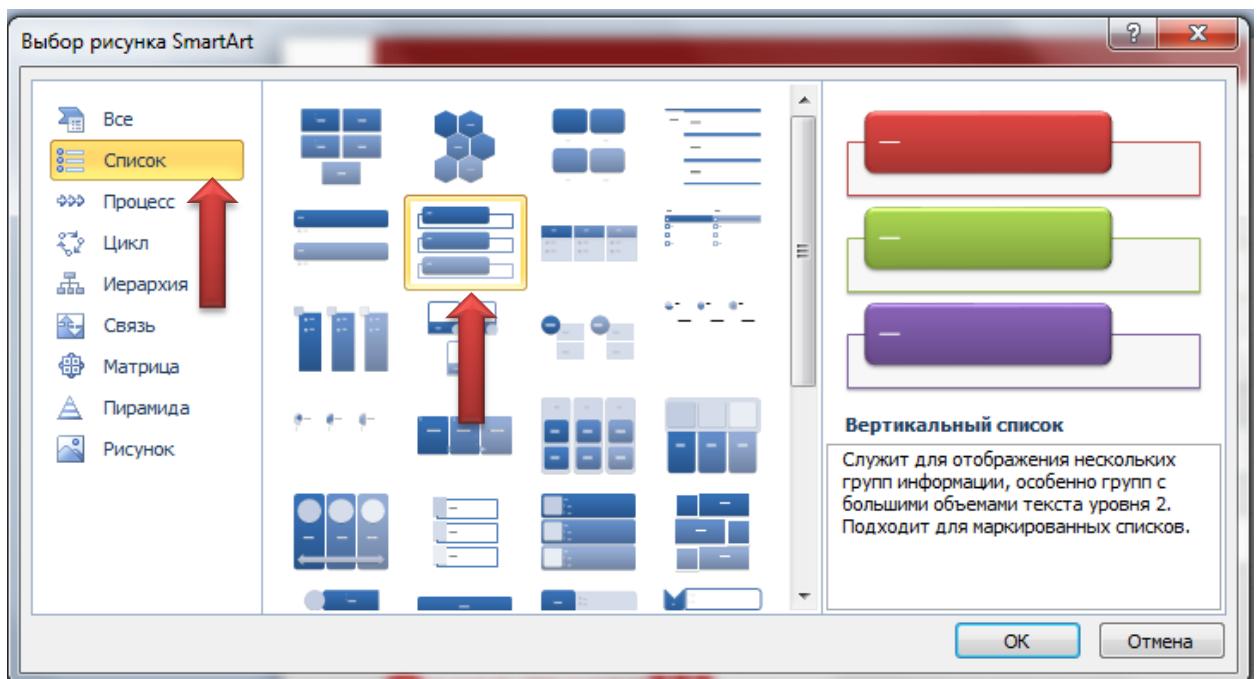 Выбор рисунка SmartArt
Все
Список
Процесс
Цикл
Иерархия
Связь
Матрица
Пирамида
Рисунок
Вертикальный список
Служит для отображения нескольких
групп информации, особенно групп с
большими объемами текста уровня 2.
Подходит для маркированных списков.
ОК
Отмена